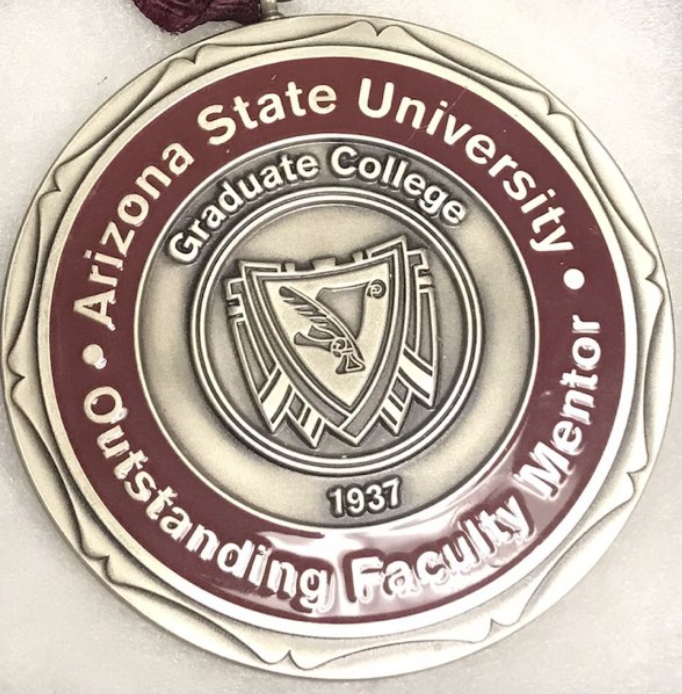 • Arizona State University •
Graduate College
1937
Outstanding Faculty Mentor